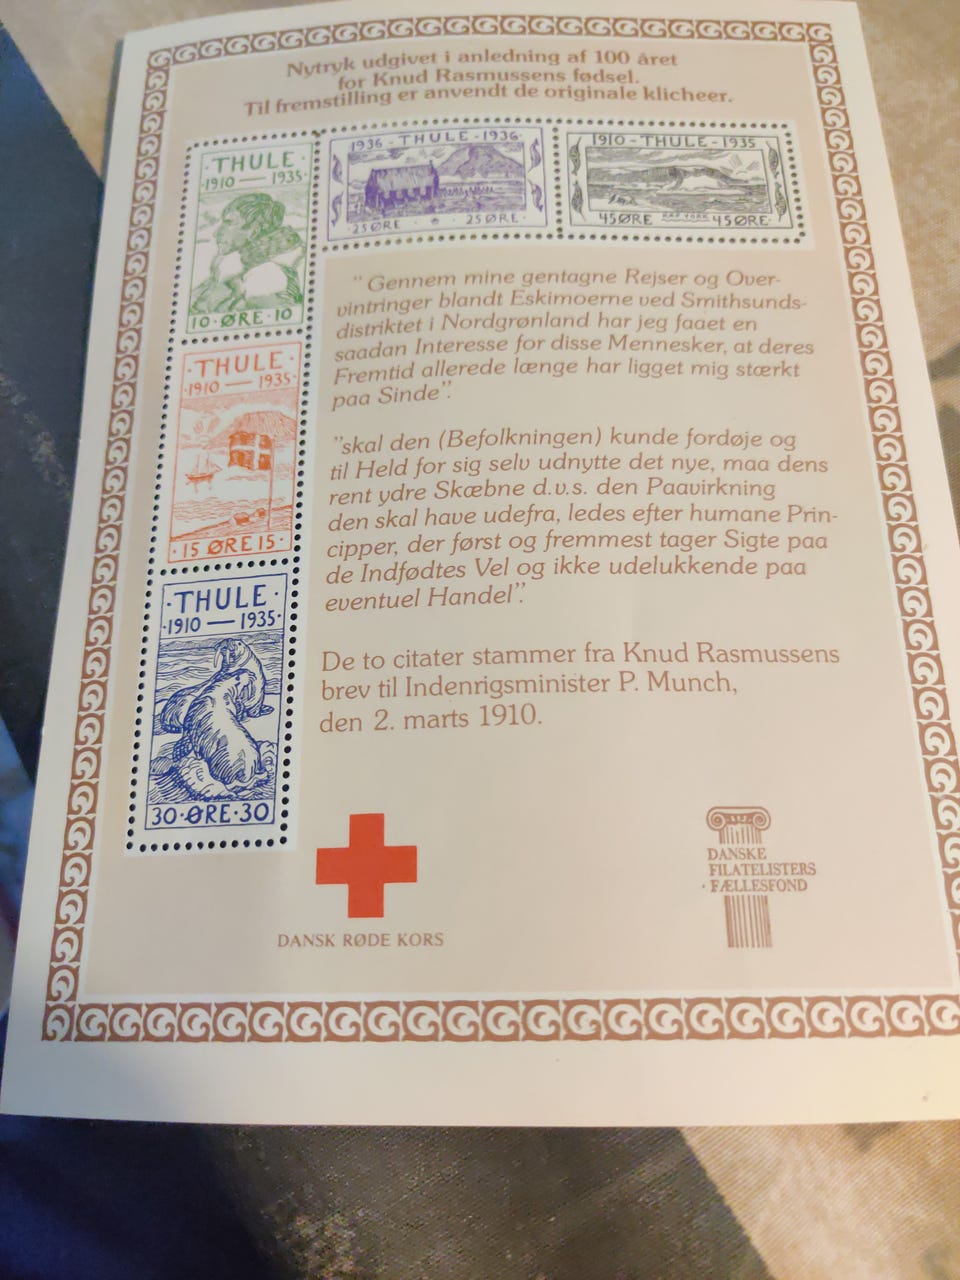 Nytryk udgivet i anledning af 100 året
for Knud Rasmussens fødsel.
Til fremstilling er anvendt de originale klicheer.
THULE
·1910 — 1935·
10·ØRE·10
1936 · THULE · 1936·
·25 ØRE · 25 ØRE·
1910 - THULE - 1935
45 ØRE KAP YORK 45 ØRE
THULE
·1910 — 1935·
·15 ØRE 15·
·THULE·
·1910 — 1935·
30·ØRE·30
"Gennem mine gentagne Rejser og Over-
vintringer blandt Eskimoerne ved Smithsunds-
distriktet i Nordgrønland har jeg faaet en
saadan Interesse for disse Mennesker, at deres
Fremtid allerede længe har ligget mig stærkt
paa Sinde".
"skal den (Befolkningen) kunde fordøje og
til Held for sig selv udnytte det nye, maa dens
rent ydre Skæbne d.v.s. den Paavirkning
den skal have udefra, ledes efter humane Prin-
cipper, der først og fremmest tager Sigte paa
de Indfødtes Vel og ikke udelukkende paa
eventuel Handel".
De to citater stammer fra Knud Rasmussens
brev til Indenrigsminister P. Munch,
den 2. marts 1910.
DANSK RØDE KORS
DANSKE
FILATELISTERS
·FÆLLESFOND